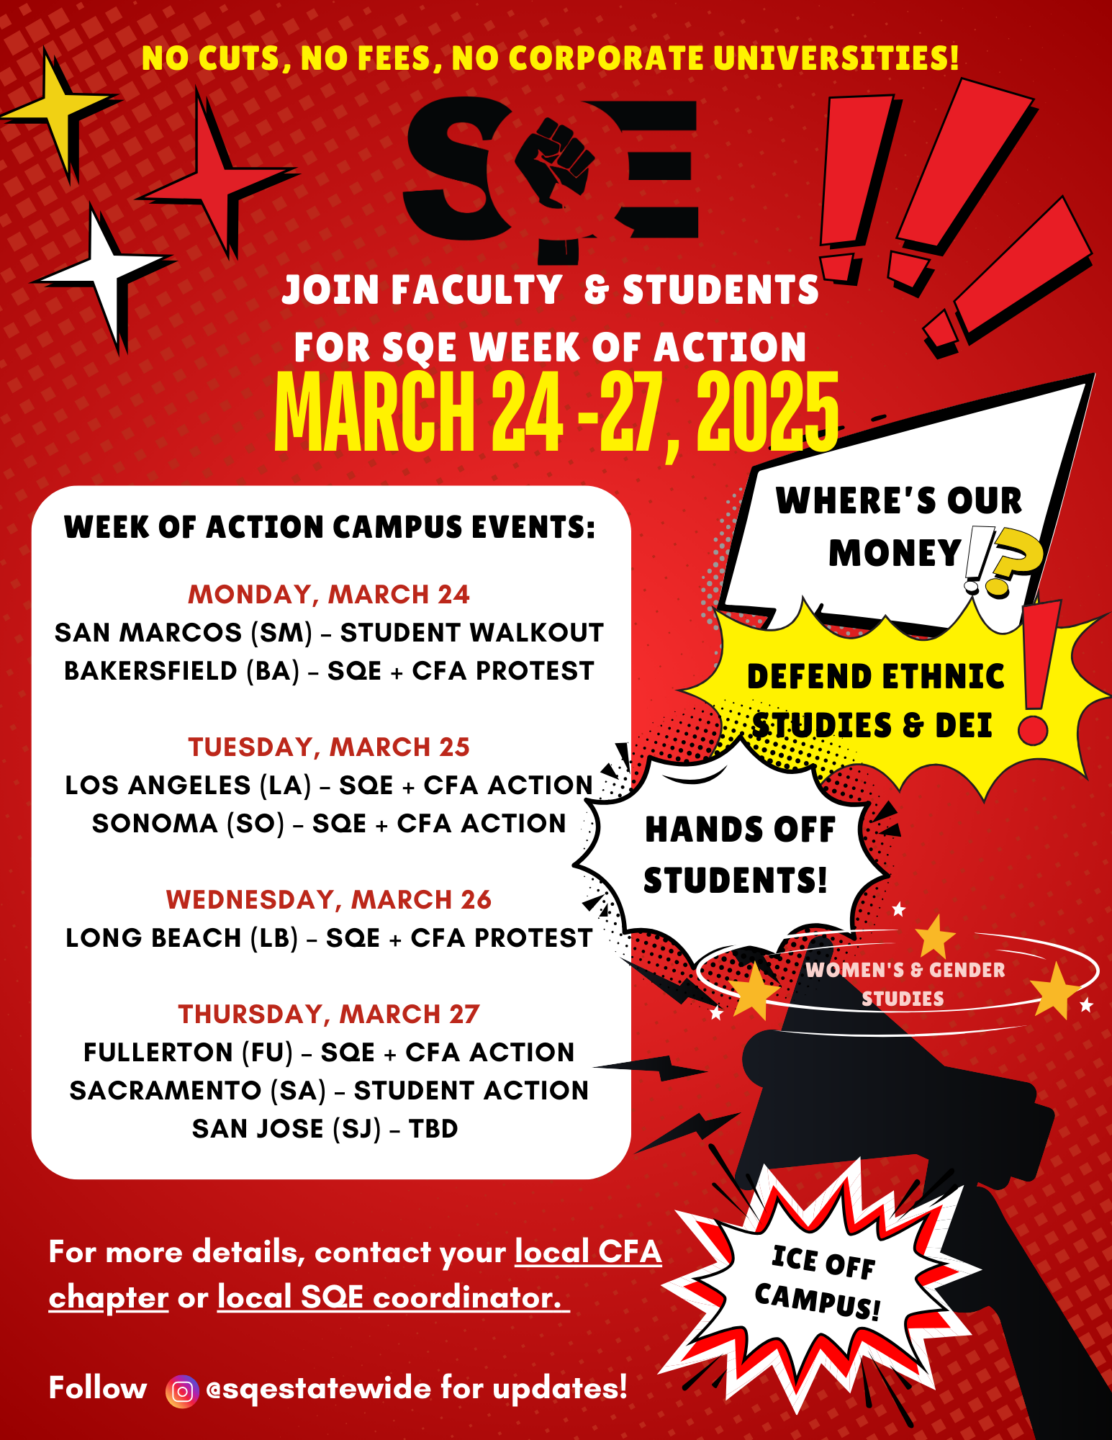 NO CUTS, NO FEES, NO CORPORATE UNIVERSITIES!
SQE
JOIN FACULTY & STUDENTS
FOR SQE WEEK OF ACTION
MARCH 24 -27, 2025
WHERE'S OUR
MONEY!?
WEEK OF ACTION CAMPUS EVENTS:
MONDAY, MARCH 24
SAN MARCOS (SM) – STUDENT WALKOUT
BAKERSFIELD (BA) – SQE + CFA PROTEST
TUESDAY, MARCH 25
LOS ANGELES (LA) – SQE + CFA ACTION
SONOMA (SO) – SQE + CFA ACTION
WEDNESDAY, MARCH 26
LONG BEACH (LB) – SQE + CFA PROTEST
THURSDAY, MARCH 27
FULLERTON (FU) – SQE + CFA ACTION
SACRAMENTO (SA) – STUDENT ACTION
SAN JOSE (SJ) – TBD
DEFEND ETHNIC
STUDIES & DEI!
HANDS OFF
STUDENTS!
WOMEN'S & GENDER
STUDIES
ICE OFF
CAMPUS!
For more details, contact your local CFA
chapter or local SQE coordinator.
Follow @sqestatewide for updates!